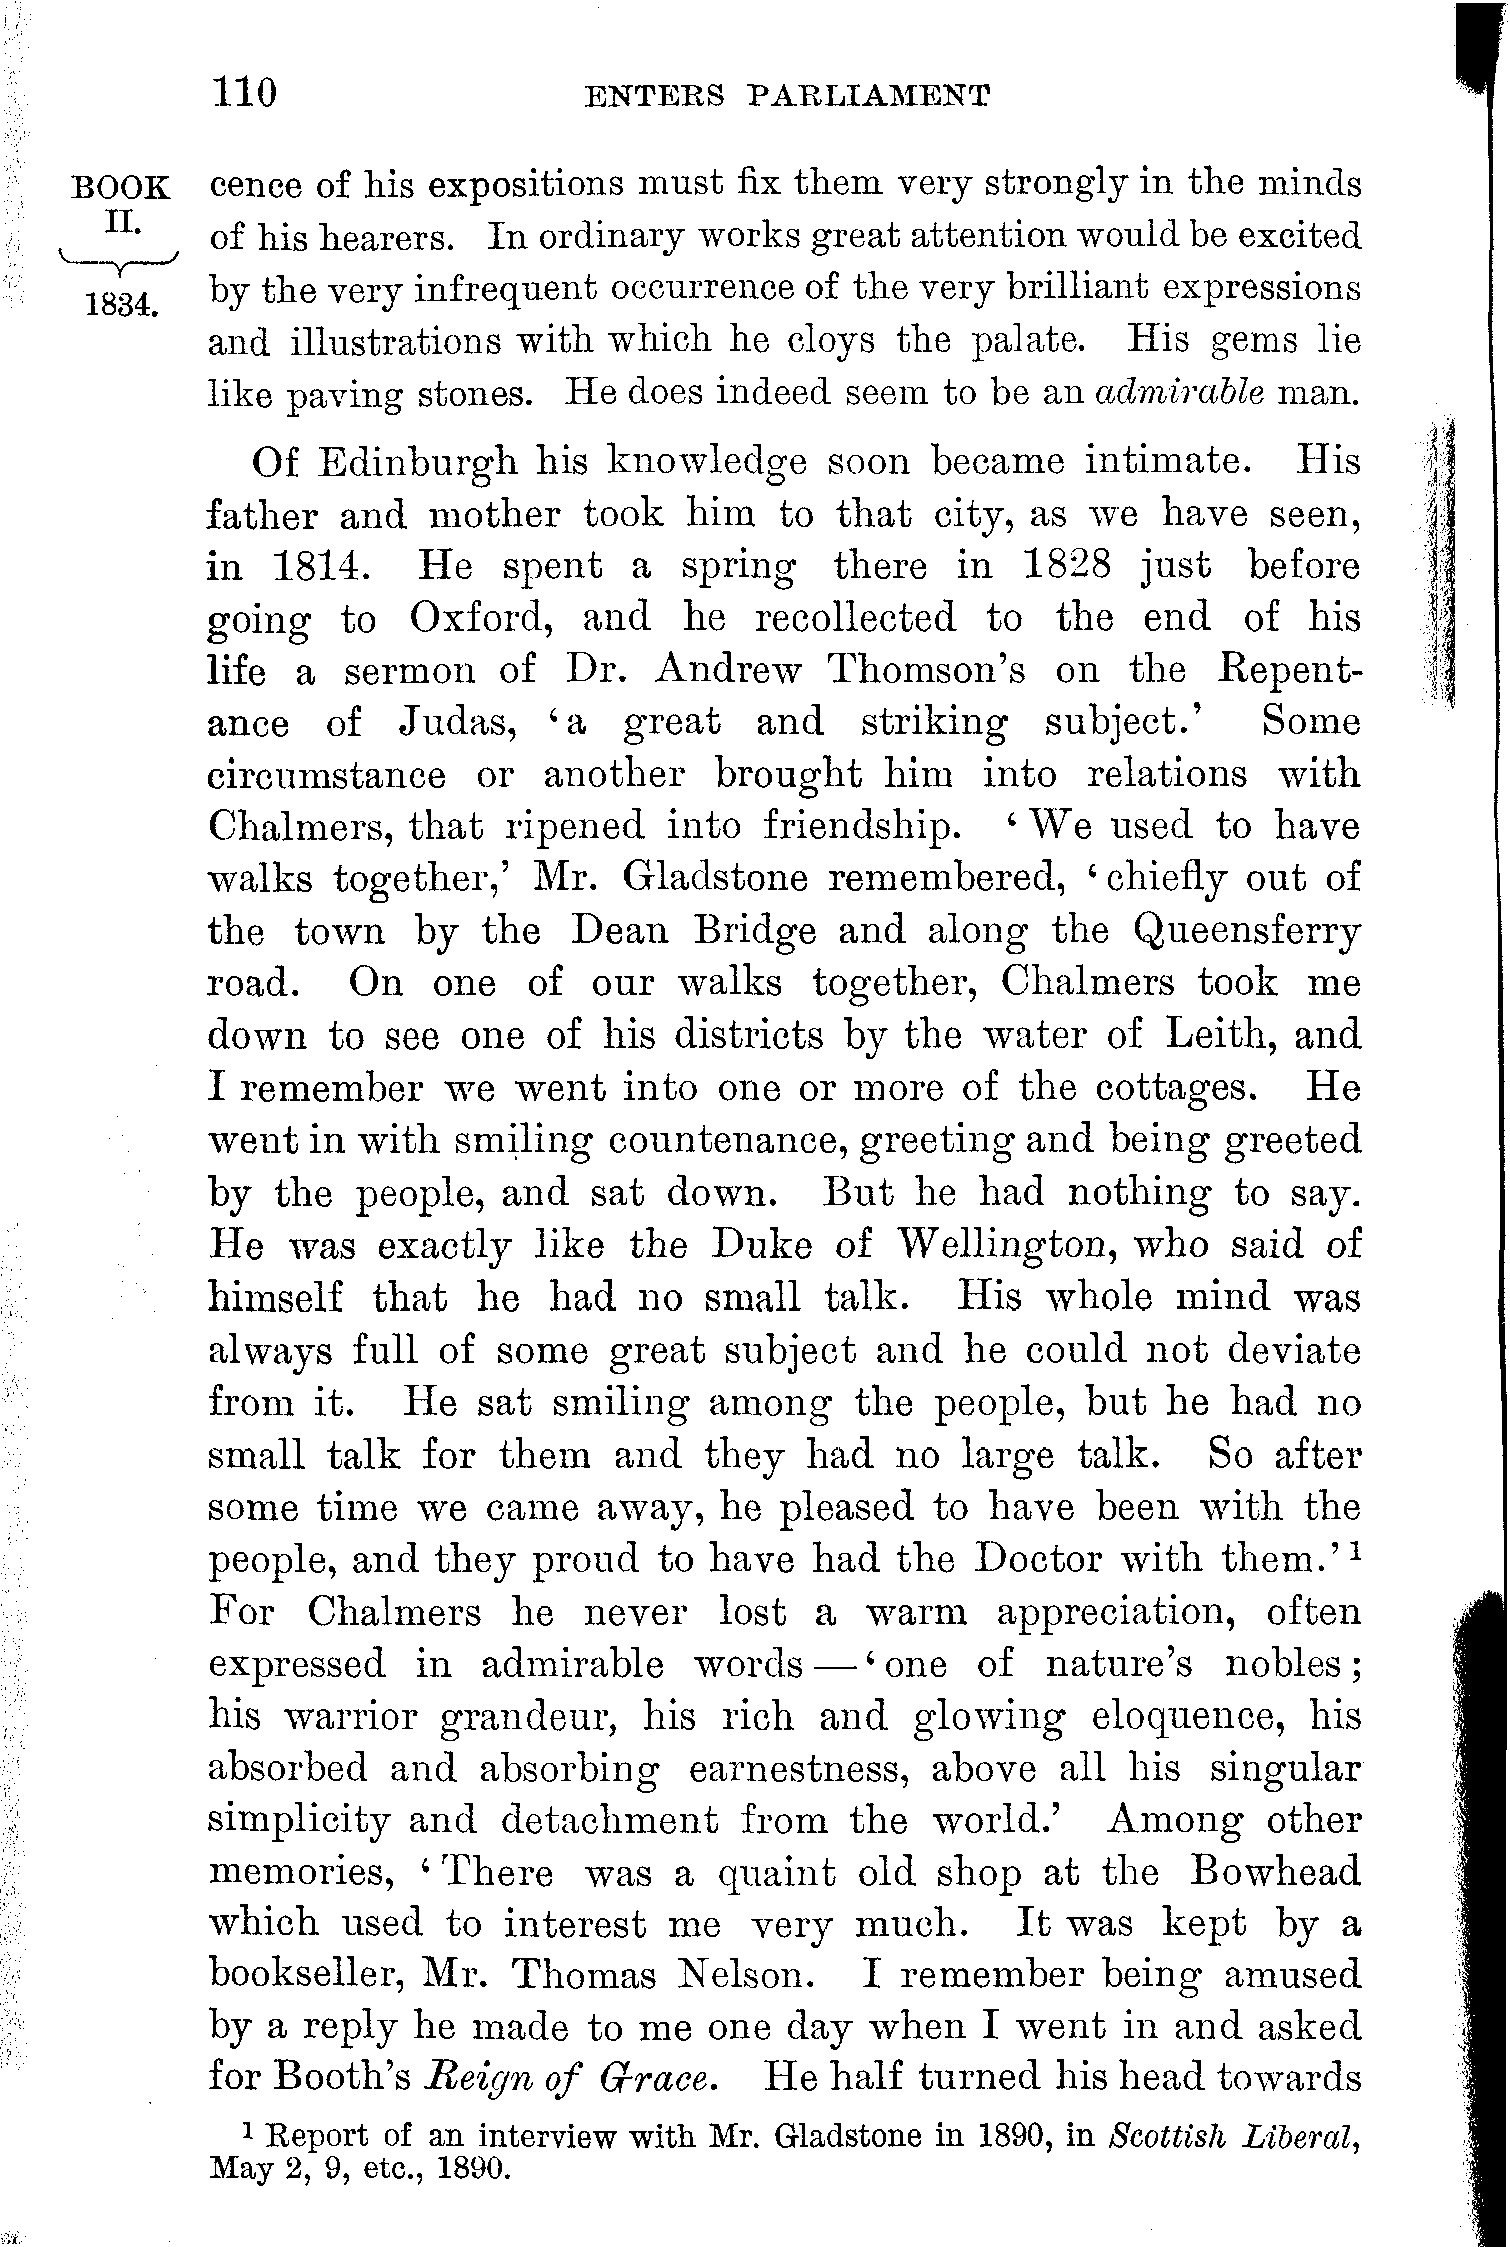 110 ENTERS PARLIAMENT
BOOK
II.
1834.
cence of his expositions must fix them very strongly in the minds
of his hearers. In ordinary works great attention would be excited
by the very infrequent occurrence of the very brilliant expressions
and illustrations with which he cloys the palate. His gems lie
like paving stones. He does indeed seem to be an admirable man.
Of Edinburgh his knowledge soon became intimate. His
father and mother took him to that city, as we have seen,
in 1814. He spent a spring there in 1828 just before
going to Oxford, and he recollected to the end of his
life a sermon of Dr. Andrew Thomson's on the Repent-
ance of Judas, ‘a great and striking subject.’ Some
circumstance or another brought him into relations with
Chalmers, that ripened into friendship. ‘We used to have
walks together,’ Mr. Gladstone remembered, ‘chiefly out of
the town by the Dean Bridge and along the Queensferry
road. On one of our walks together, Chalmers took me
down to see one of his districts by the water of Leith, and
I remember we went into one or more of the cottages. He
went in with smiling countenance, greeting and being greeted
by the people, and sat down. But he had nothing to say.
He was exactly like the Duke of Wellington, who said of
himself that he had no small talk. His whole mind was
always full of some great subject and he could not deviate
from it. He sat smiling among the people, but he had no
small talk for them and they had no large talk. So after
some time we came away, he pleased to have been with the
people, and they proud to have had the Doctor with them.’ 1
For Chalmers he never lost a warm appreciation, often
expressed in admirable words — ‘one of nature's nobles;
his warrior grandeur, his rich and glowing eloquence, his
absorbed and absorbing earnestness, above all his singular
simplicity and detachment from the world.’ Among other
memories, ‘There was a quaint old shop at the Bowhead
which used to interest me very much. It was kept by a
bookseller, Mr. Thomas Nelson. I remember being amused
by a reply he made to me one day when I went in and asked
for Booth's Reign of Grace. He half turned his head towards
1 Report of an interview with Mr. Gladstone in 1890, in Scottish Liberal,
May 2, 9, etc., 1890.